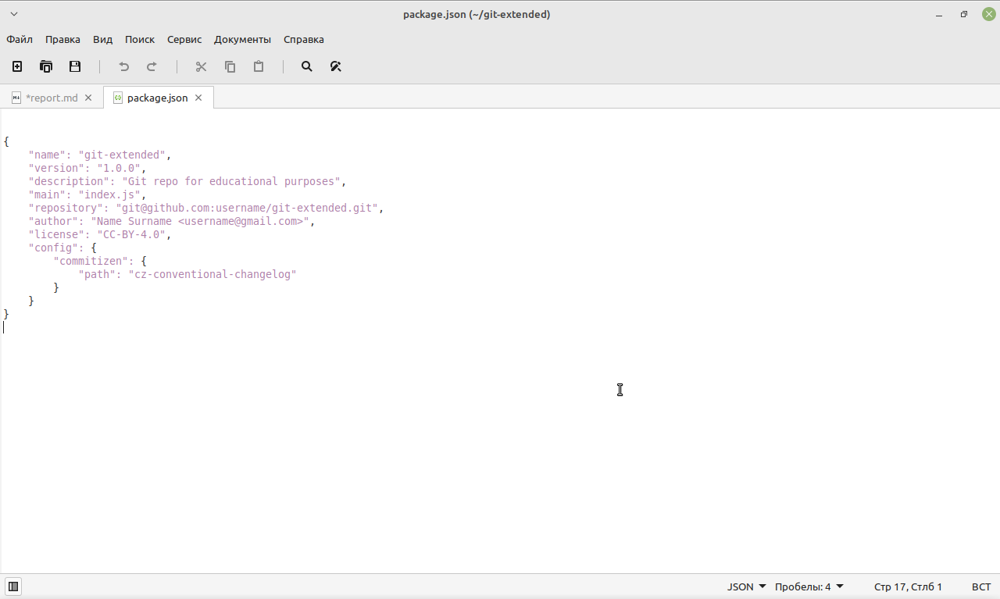 package.json (~/git-extended)
Файл Правка Вид Поиск Сервис Документы Справка
*report.md package.json
{
    "name": "git-extended",
    "version": "1.0.0",
    "description": "Git repo for educational purposes",
    "main": "index.js",
    "repository": "git@github.com:username/git-extended.git",
    "author": "Name Surname <username@gmail.com>",
    "license": "CC-BY-4.0",
    "config": {
        "commitizen": {
            "path": "cz-conventional-changelog"
        }
    }
}
JSON Пробелы: 4 Стр 17, Стлб 1 ВСТ